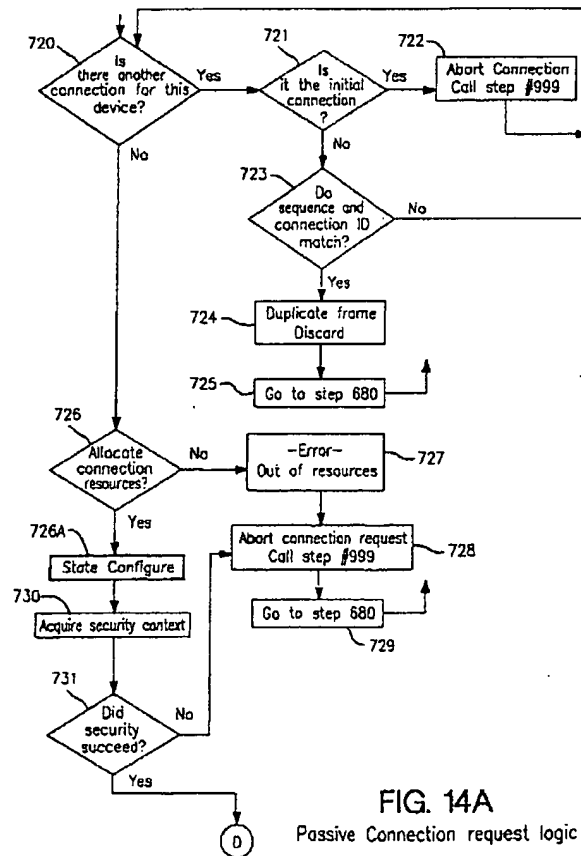 720
Is
there another
connection for this
device?
Yes
No
721
Is
it the initial
connection
?
Yes
No
722
Abort Connection
Call step #999
723
Do
sequence and
connection ID
match?
No
Yes
724
Duplicate frame
Discard
725
Go to step 680
726
Allocate
connection
resources?
No
Yes
-Error-
Out of resources
727
726A
State Configure
Abort connection request
Call step #999
728
730
Acquire security context
Go to step 680
729
731
Did
security
succeed?
No
Yes
D
FIG. 14A
Passive Connection request logic